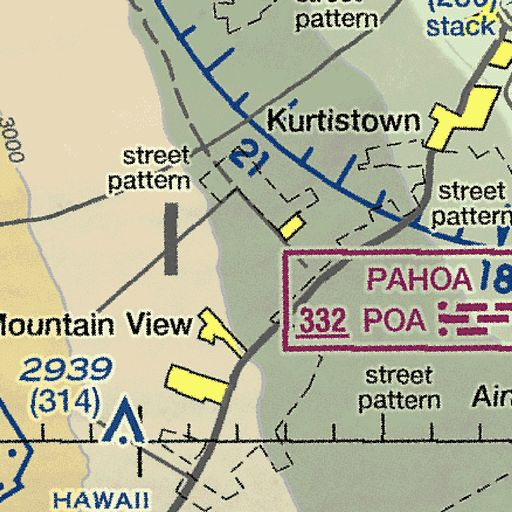 street
pattern
stack
Kurtistown
21
3000
street
pattern
street
pattern
PAHOA 18
332 POA
Mountain View
2939
(314)
street
pattern
Air
HAWAII